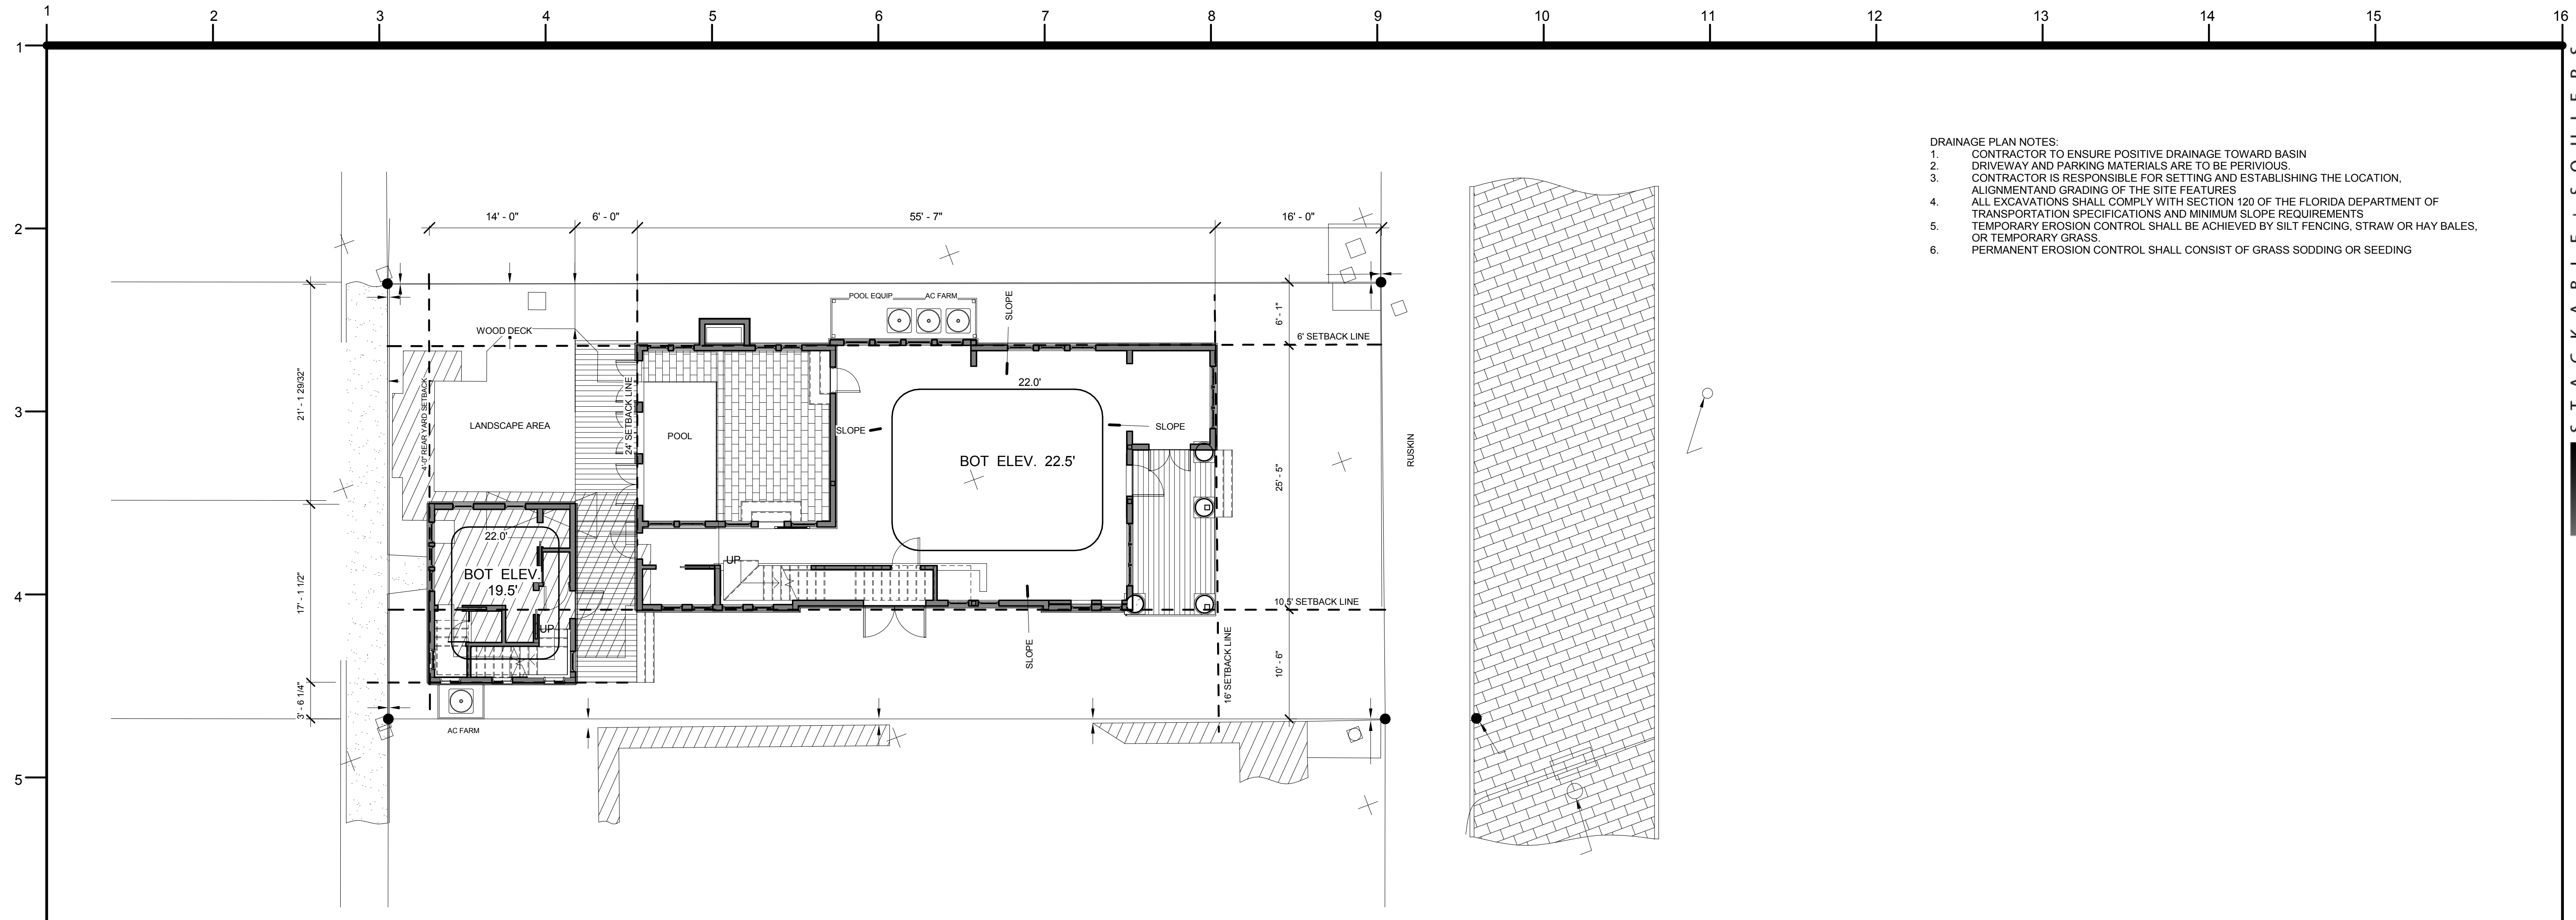 1 2 3 4 5 6 7 8 9 10 11 12 13 14 15 16
1
2
3
4
5
DRAINAGE PLAN NOTES:
1. CONTRACTOR TO ENSURE POSITIVE DRAINAGE TOWARD BASIN
2. DRIVEWAY AND PARKING MATERIALS ARE TO BE PERIVIOUS.
3. CONTRACTOR IS RESPONSIBLE FOR SETTING AND ESTABLISHING THE LOCATION,
ALIGNMENTAND GRADING OF THE SITE FEATURES
4. ALL EXCAVATIONS SHALL COMPLY WITH SECTION 120 OF THE FLORIDA DEPARTMENT OF
TRANSPORTATION SPECIFICATIONS AND MINIMUM SLOPE REQUIREMENTS
5. TEMPORARY EROSION CONTROL SHALL BE ACHIEVED BY SILT FENCING, STRAW OR HAY BALES,
OR TEMPORARY GRASS.
6. PERMANENT EROSION CONTROL SHALL CONSIST OF GRASS SODDING OR SEEDING
14' - 0" 6' - 0" 55' - 7" 16' - 0"
POOL EQUIP AC FARM
SLOPE
6' - 1"
WOOD DECK
6' SETBACK LINE
21' - 1 29/32"
4'-0" REAR YARD SETBACK
24' SETBACK LINE
22.0'
LANDSCAPE AREA
POOL
SLOPE
SLOPE
BOT ELEV. 22.5'
25' - 5"
RUSKIN
22.0'
BOT ELEV.
19.5'
UP
UP
17' - 1 1/2"
10.5' SETBACK LINE
SLOPE
16' SETBACK LINE
10' - 6"
3' - 6 1/4"
AC FARM
STACKABLE SQUIERS